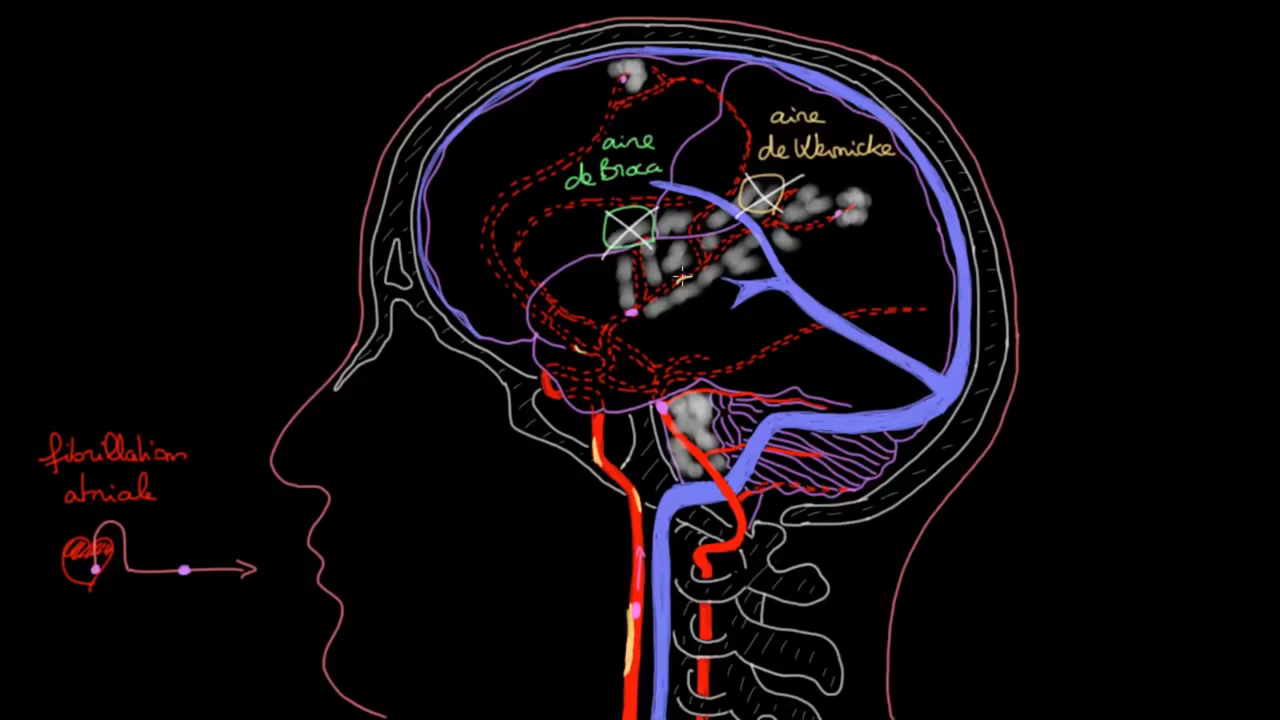 aire
de Wernicke
aire
de Broca
fibrillation
atriale